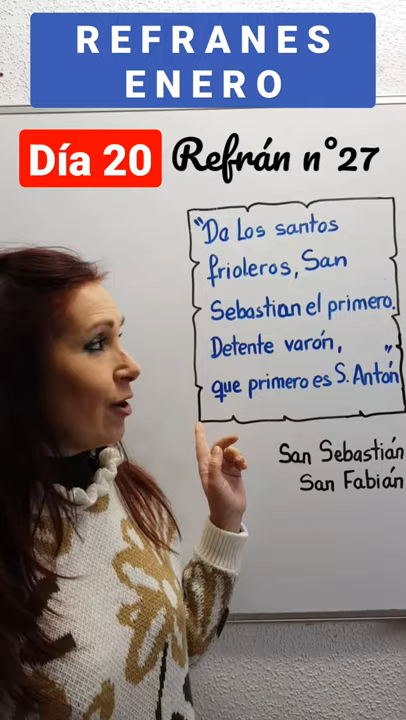 REFRANES
ENERO
Día 20 Refrán n°27
"De los santos
frioleros, San
Sebastian el primero.
Detente varón,
que primero es S. Antón"
San Sebastián
San Fabián